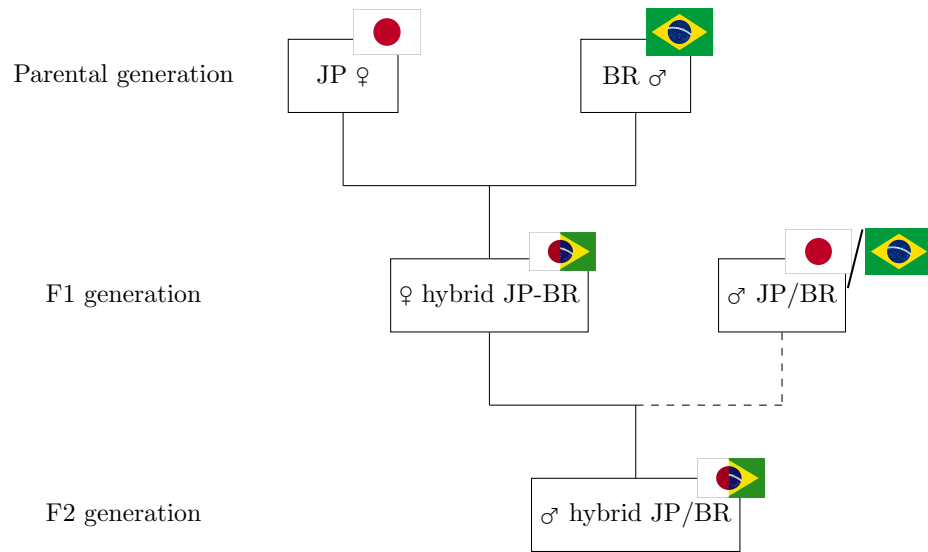 Parental generation
JP ♀
BR ♂
F1 generation
♀ hybrid JP-BR
♂ JP/BR
F2 generation
♂ hybrid JP/BR